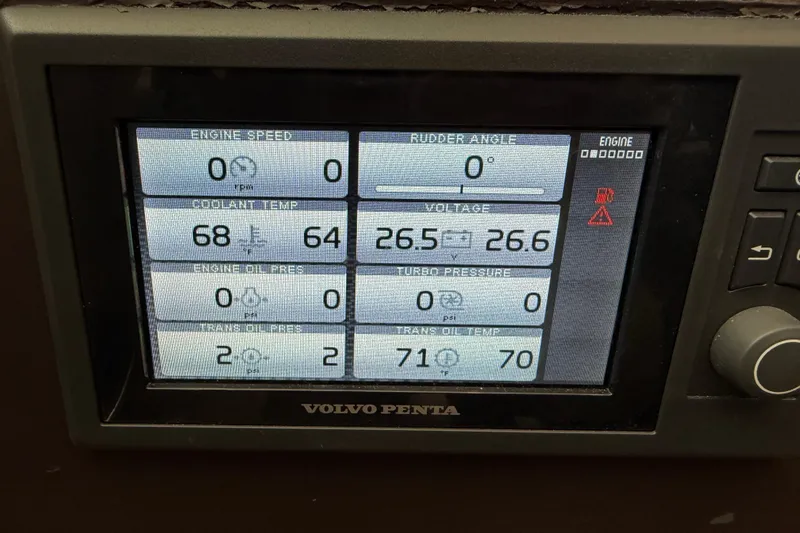 ENGINE SPEED
0 rpm 0
COOLANT TEMP
68 °F 64
ENGINE OIL PRES
0 psi 0
TRANS OIL PRES
2 psi 2
RUDDER ANGLE
0°
VOLTAGE
26.5 V 26.6
TURBO PRESSURE
0 psi 0
TRANS OIL TEMP
71 °F 70
ENGINE
VOLVO PENTA